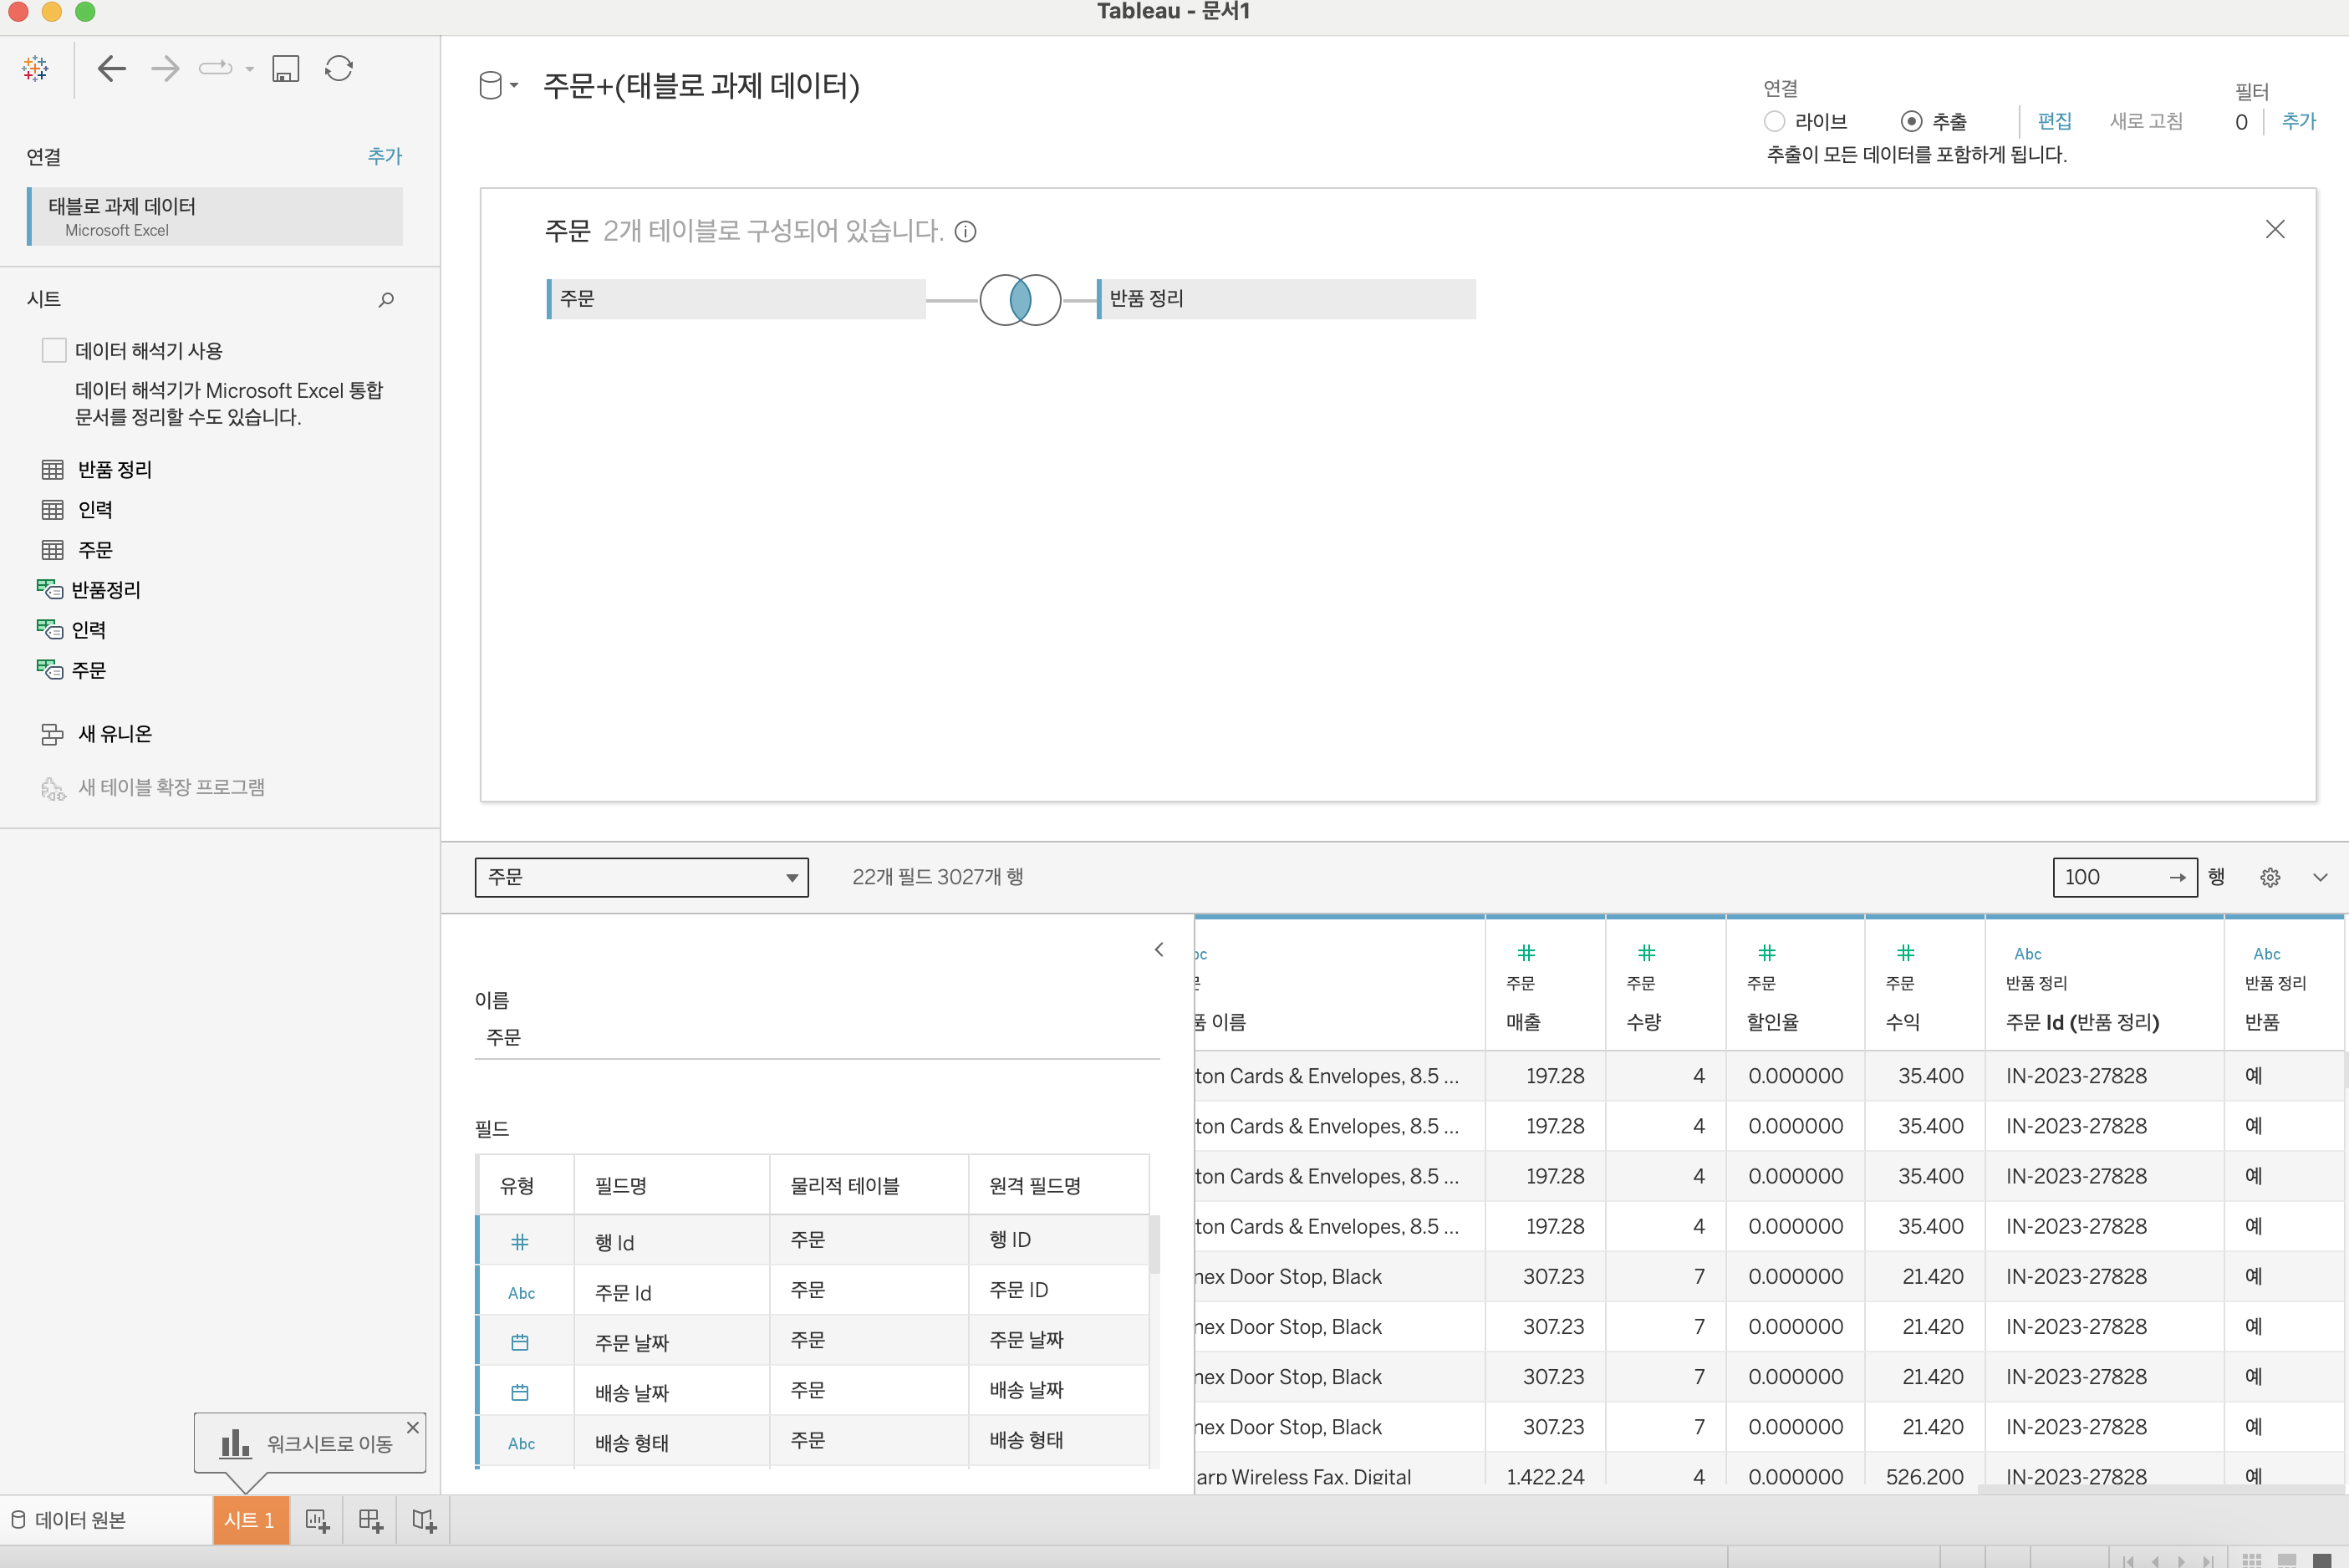 Tableau - 문서1
주문+(태블로 과제 데이터)
연결
라이브
추출
편집
새로 고침
필터
0
추가
추출이 모든 데이터를 포함하게 됩니다.
연결
추가
태블로 과제 데이터
Microsoft Excel
시트
데이터 해석기 사용
데이터 해석기가 Microsoft Excel 통합
문서를 정리할 수도 있습니다.
반품 정리
인력
주문
반품정리
인력
주문
새 유니온
새 테이블 확장 프로그램
주문 2개 테이블로 구성되어 있습니다.
주문
반품 정리
주문
22개 필드 3027개 행
100
행
이름
주문
필드
유형 필드명 물리적 테이블 원격 필드명
행 Id 주문 행 ID
Abc 주문 Id 주문 주문 ID
주문 날짜 주문 주문 날짜
배송 날짜 주문 배송 날짜
Abc 배송 형태 주문 배송 형태
Abc Abc
주문 주문 주문 주문 반품 정리 반품 정리
이름 매출 수량 할인율 수익 주문 Id (반품 정리) 반품
ton Cards & Envelopes, 8.5 ... 197.28 4 0.000000 35.400 IN-2023-27828 예
ton Cards & Envelopes, 8.5 ... 197.28 4 0.000000 35.400 IN-2023-27828 예
ton Cards & Envelopes, 8.5 ... 197.28 4 0.000000 35.400 IN-2023-27828 예
ton Cards & Envelopes, 8.5 ... 197.28 4 0.000000 35.400 IN-2023-27828 예
nex Door Stop, Black 307.23 7 0.000000 21.420 IN-2023-27828 예
nex Door Stop, Black 307.23 7 0.000000 21.420 IN-2023-27828 예
nex Door Stop, Black 307.23 7 0.000000 21.420 IN-2023-27828 예
nex Door Stop, Black 307.23 7 0.000000 21.420 IN-2023-27828 예
arp Wireless Fax, Digital 1,422.24 4 0.000000 526.200 IN-2023-27828 예
워크시트로 이동
데이터 원본
시트 1